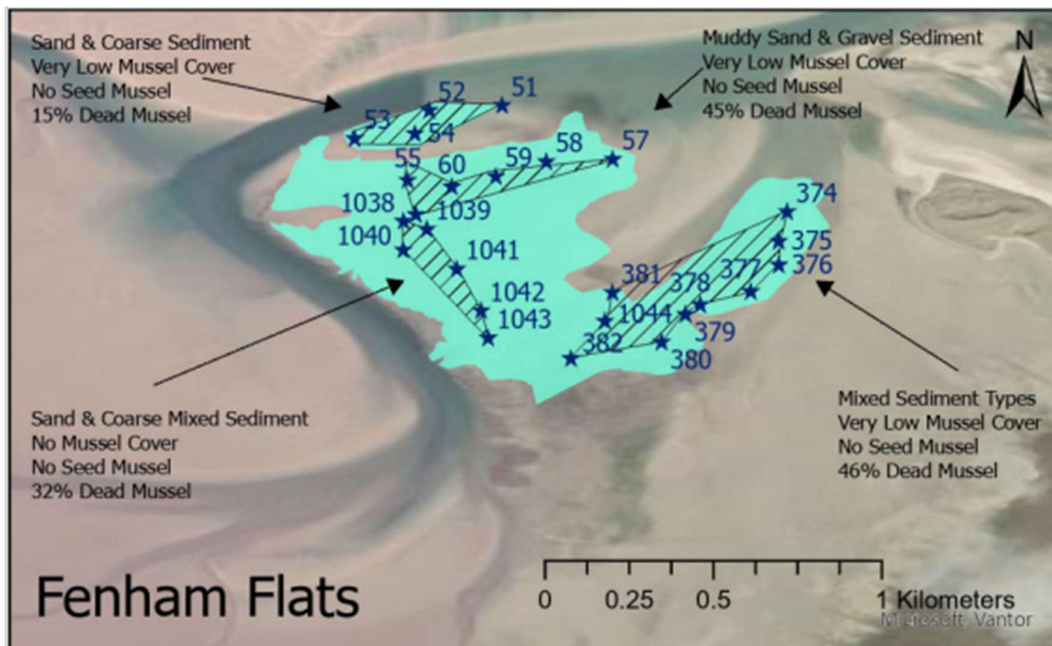 Sand & Coarse Sediment
Very Low Mussel Cover
No Seed Mussel
15% Dead Mussel
Muddy Sand & Gravel Sediment
Very Low Mussel Cover
No Seed Mussel
45% Dead Mussel
N
52
51
53
54
55
60
59
58
57
1038
1039
1040
1041
1042
1043
374
375
376
377
378
381
1044
379
382
380
Sand & Coarse Mixed Sediment
No Mussel Cover
No Seed Mussel
32% Dead Mussel
Mixed Sediment Types
Very Low Mussel Cover
No Seed Mussel
46% Dead Mussel
Fenham Flats
0 0.25 0.5 1 Kilometers
Microsoft, Vantor